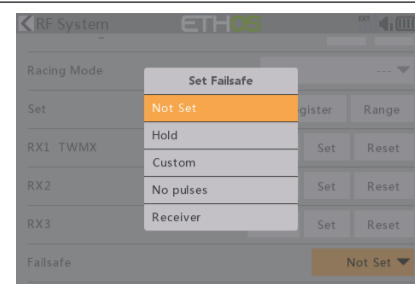 RF System ETHOS
Racing Mode ---
Set Failsafe
Not Set
Hold
Custom
No pulses
Receiver
Set Range
RX1 TWMX Set Reset
RX2 Set Reset
RX3 Set Reset
Failsafe Not Set